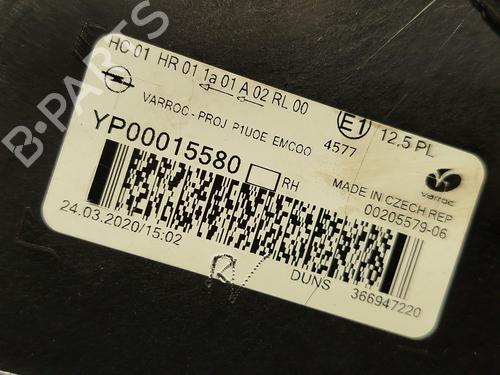 HC 01 HR 01 1a 01 A 02 RL 00
E1 12.5 PL
4577
VARROC - PROJ P1UOE EMCOO
YP00015580
RH
MADE IN CZECH REP
varroc
00205579-06
24.03.2020/15:02
DUNS
366947220
B-PARTS